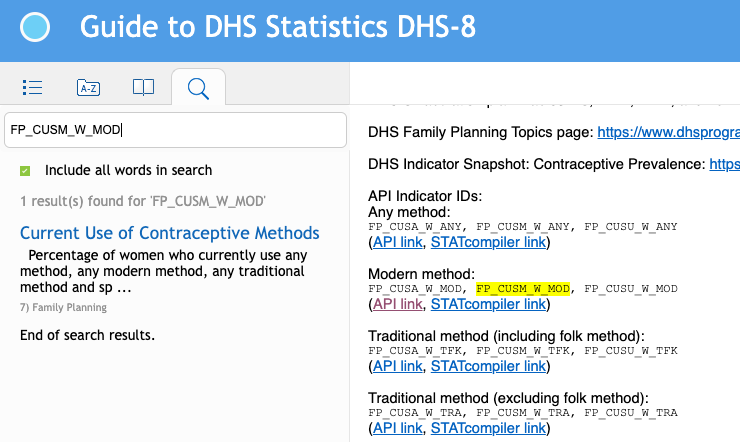 Guide to DHS Statistics DHS-8
A-Z
FP_CUSM_W_MOD
Include all words in search
1 result(s) found for 'FP_CUSM_W_MOD'
Current Use of Contraceptive Methods
Percentage of women who currently use any
method, any modern method, any traditional
method and sp ...
7) Family Planning
End of search results.
DHS Family Planning Topics page: https://www.dhsprogra
DHS Indicator Snapshot: Contraceptive Prevalence: https
API Indicator IDs:
Any method:
FP_CUSA_W_ANY, FP_CUSM_W_ANY, FP_CUSU_W_ANY
(API link, STATcompiler link)
Modern method:
FP_CUSA_W_MOD, FP_CUSM_W_MOD, FP_CUSU_W_MOD
(API link, STATcompiler link)
Traditional method (including folk method):
FP_CUSA_W_TFK, FP_CUSM_W_TFK, FP_CUSU_W_TFK
(API link, STATcompiler link)
Traditional method (excluding folk method):
FP_CUSA_W_TRA, FP_CUSM_W_TRA, FP_CUSU_W_TRA
(API link, STATcompiler link)